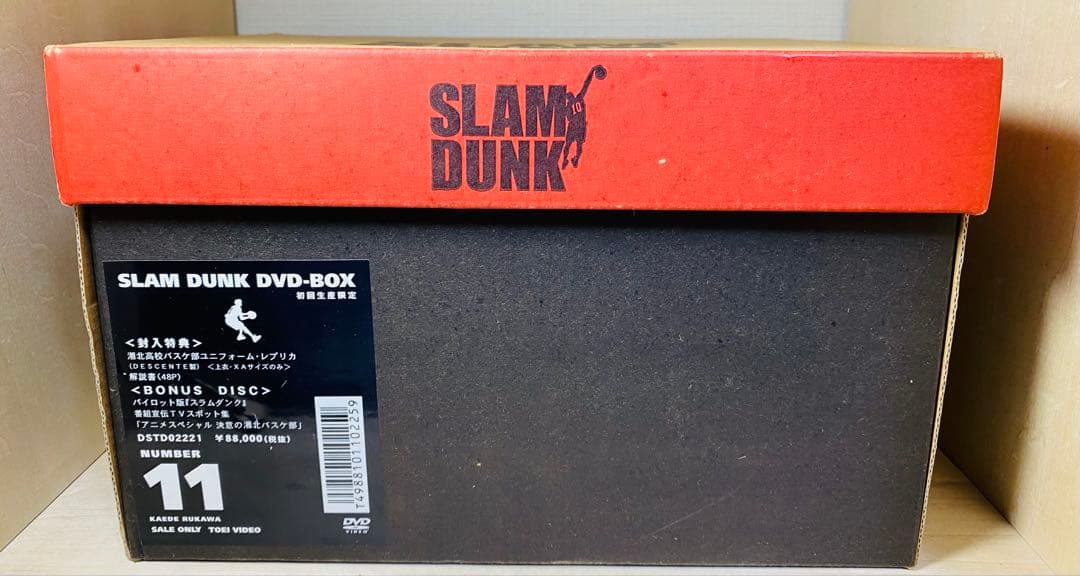 SLAM
DUNK
10
SLAM DUNK DVD-BOX
初回生産限定
＜封入特典＞
湘北高校バスケ部ユニフォーム・レプリカ
(DESCENTE製) ＜上衣・XAサイズのみ＞
解説書(48P)
＜BONUS DISC＞
パイロット版『スラムダンク』
番組宣伝TVスポット集
「アニメスペシャル 決意の湘北バスケ部」
DSTD02221 ¥88,000(税抜)
NUMBER
11
KAEDE RUKAWA
SALE ONLY TOEI VIDEO
T4988101102259
DVD
VIDEO